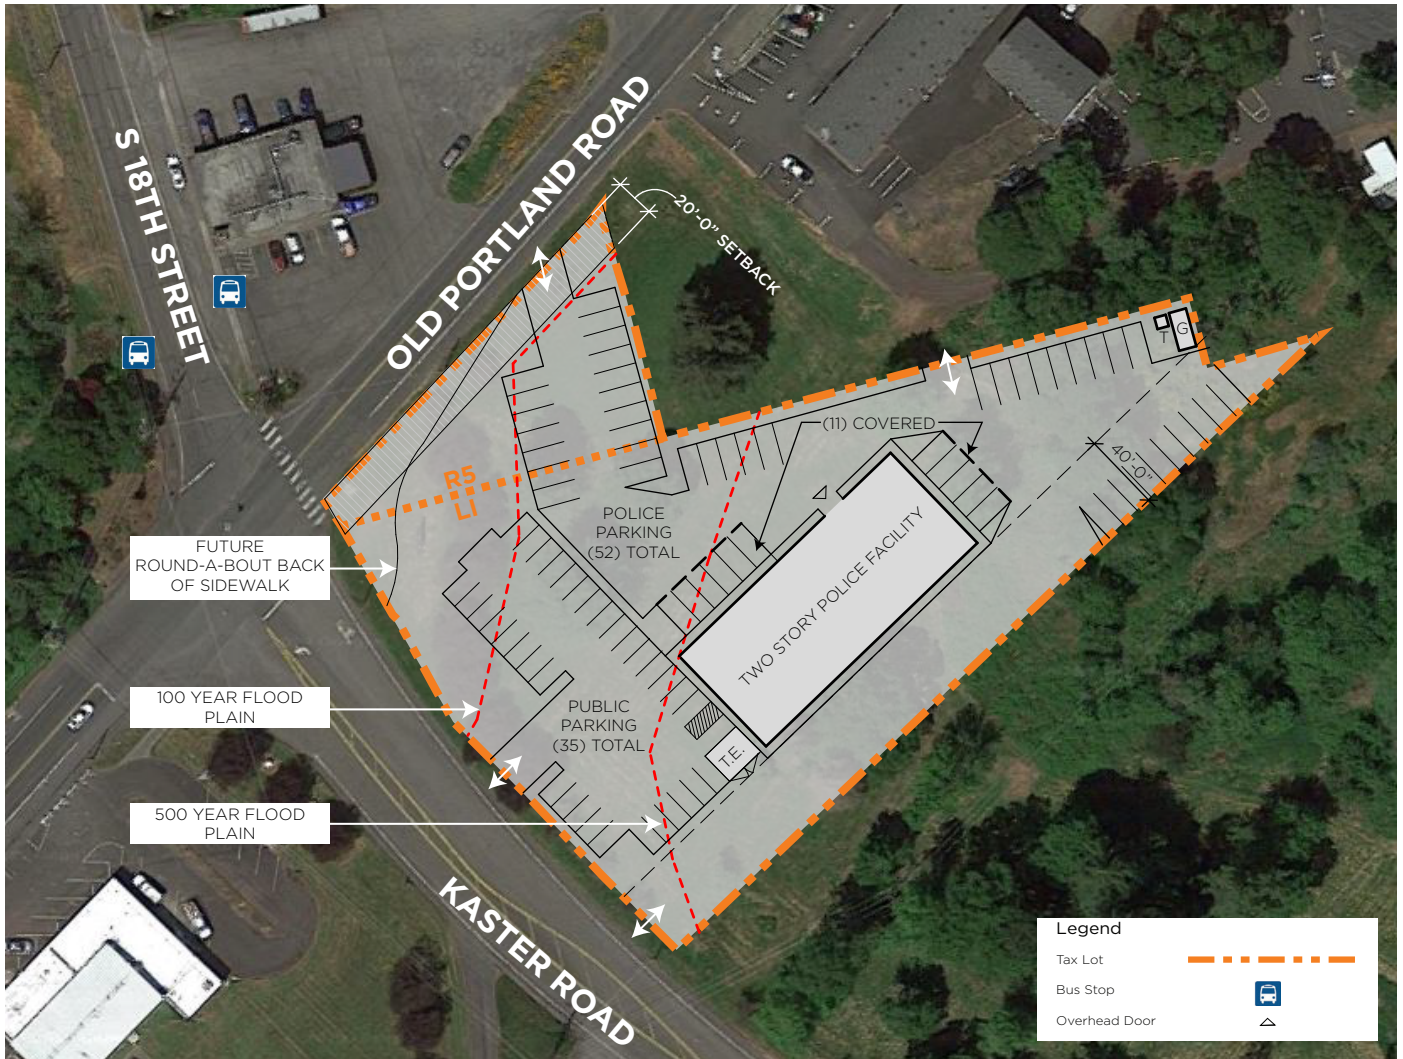 S 18TH STREET
OLD PORTLAND ROAD
20'-0" SETBACK
T
G
(11) COVERED
40'-0"
R5
LI
POLICE
PARKING
(52) TOTAL
TWO STORY POLICE FACILITY
FUTURE
ROUND-A-BOUT BACK
OF SIDEWALK
100 YEAR FLOOD
PLAIN
PUBLIC
PARKING
(35) TOTAL
T.E.
500 YEAR FLOOD
PLAIN
KASTER ROAD
Legend
Tax Lot
Bus Stop
Overhead Door